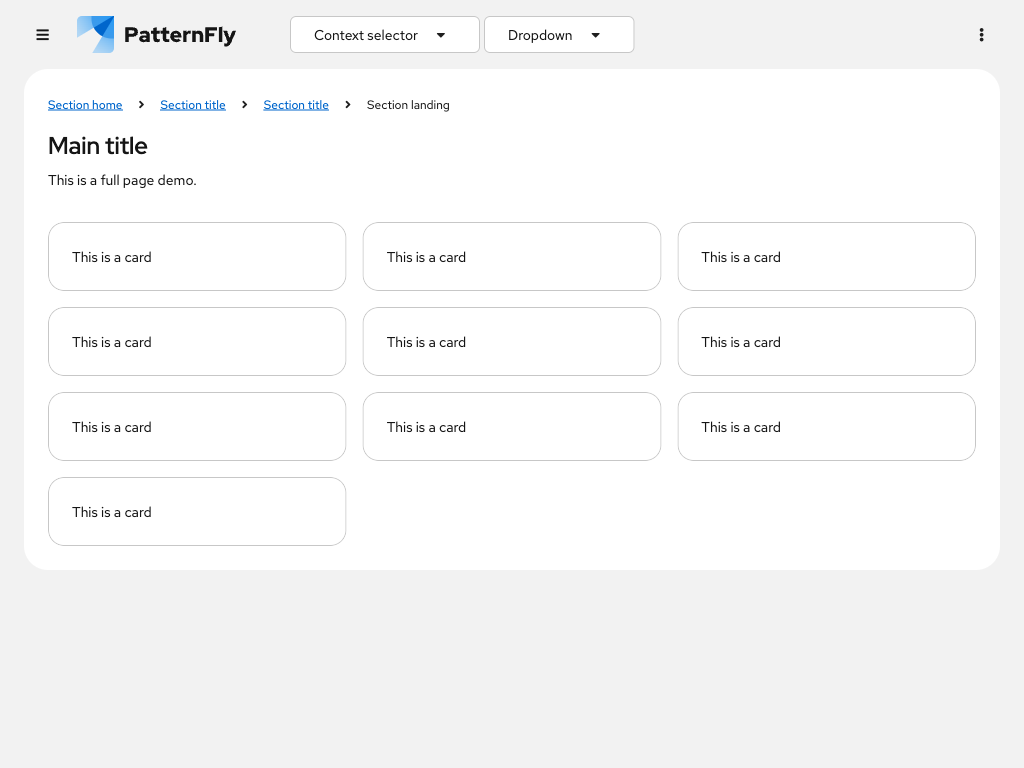 PatternFly
Context selector
Dropdown
Section home
Section title
Section title
Section landing
Main title
This is a full page demo.
This is a card
This is a card
This is a card
This is a card
This is a card
This is a card
This is a card
This is a card
This is a card
This is a card